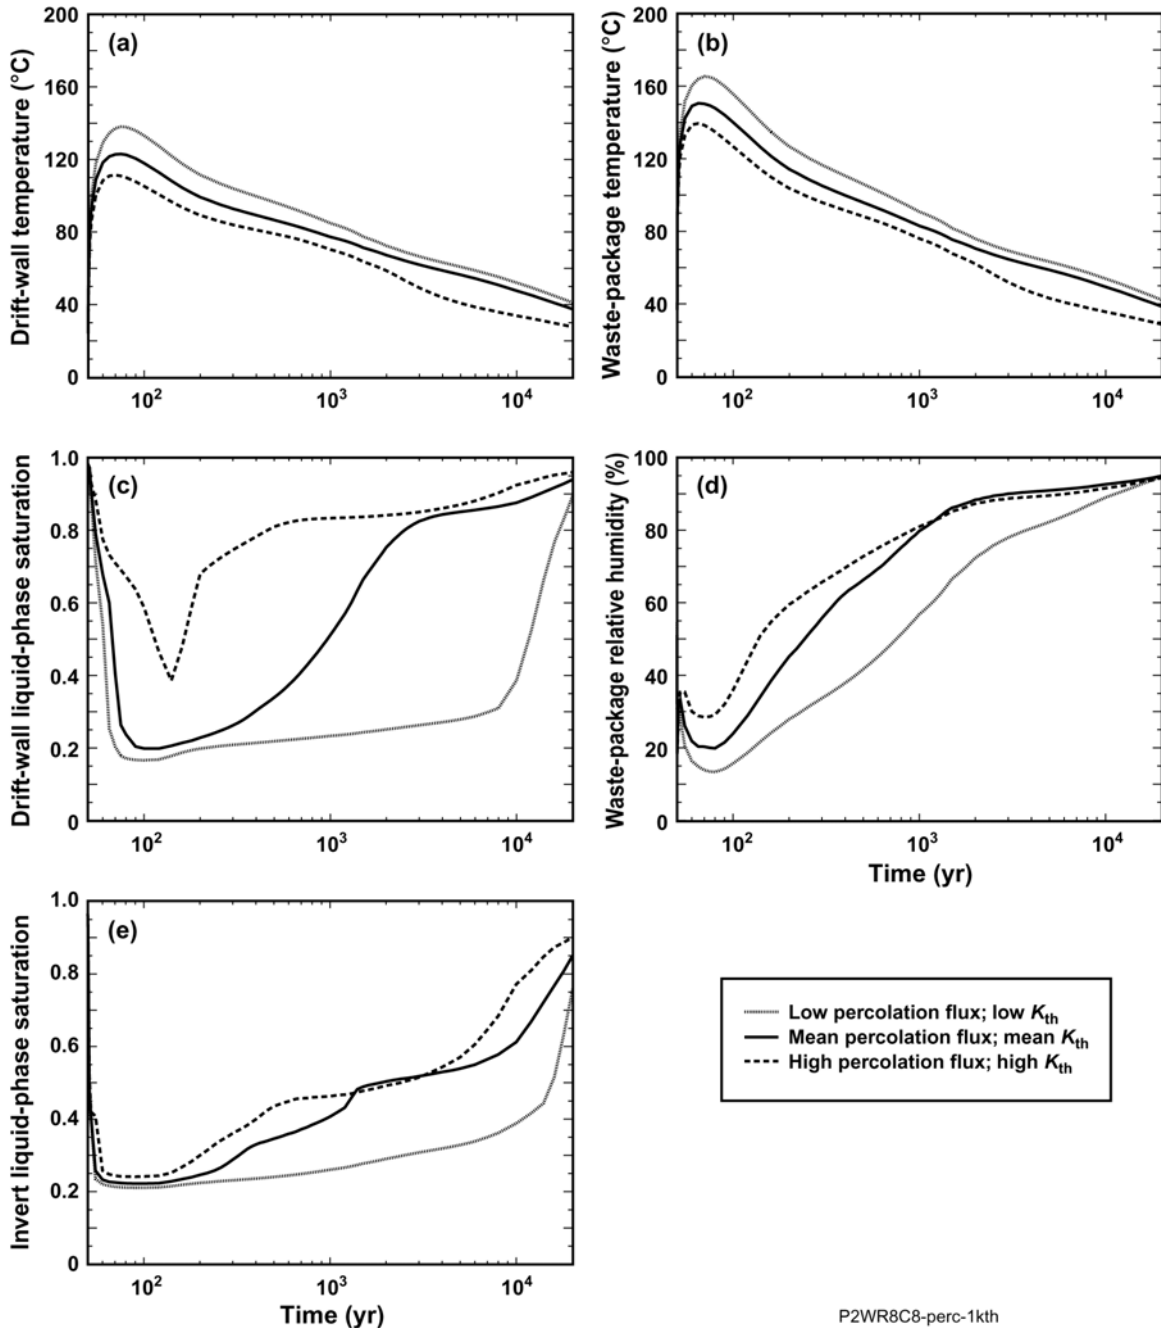 (a)
Drift-wall temperature (°C)
200
160
120
80
40
0
10²
10³
10⁴
(b)
Waste-package temperature (°C)
200
160
120
80
40
0
10²
10³
10⁴
(c)
Drift-wall liquid-phase saturation
1.0
0.8
0.6
0.4
0.2
0
10²
10³
10⁴
(d)
Waste-package relative humidity (%)
100
80
60
40
20
0
10²
10³
10⁴
Time (yr)
(e)
Invert liquid-phase saturation
1.0
0.8
0.6
0.4
0.2
0
10²
10³
10⁴
Time (yr)
Low percolation flux; low Kth
Mean percolation flux; mean Kth
High percolation flux; high Kth
P2WR8C8-perc-1kth